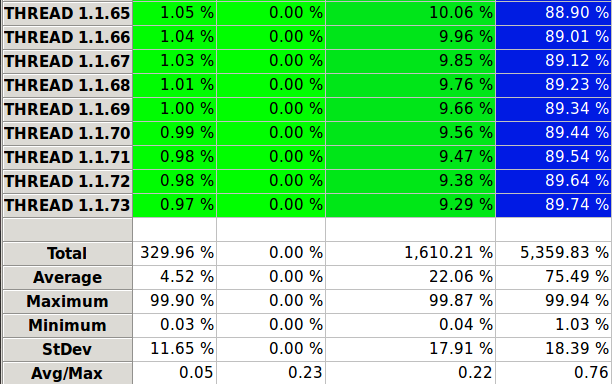 THREAD 1.1.65 1.05 % 0.00 % 10.06 % 88.90 %
THREAD 1.1.66 1.04 % 0.00 % 9.96 % 89.01 %
THREAD 1.1.67 1.03 % 0.00 % 9.85 % 89.12 %
THREAD 1.1.68 1.01 % 0.00 % 9.76 % 89.23 %
THREAD 1.1.69 1.00 % 0.00 % 9.66 % 89.34 %
THREAD 1.1.70 0.99 % 0.00 % 9.56 % 89.44 %
THREAD 1.1.71 0.98 % 0.00 % 9.47 % 89.54 %
THREAD 1.1.72 0.98 % 0.00 % 9.38 % 89.64 %
THREAD 1.1.73 0.97 % 0.00 % 9.29 % 89.74 %
Total 329.96 % 0.00 % 1,610.21 % 5,359.83 %
Average 4.52 % 0.00 % 22.06 % 75.49 %
Maximum 99.90 % 0.00 % 99.87 % 99.94 %
Minimum 0.03 % 0.00 % 0.04 % 1.03 %
StDev 11.65 % 0.00 % 17.91 % 18.39 %
Avg/Max 0.05 0.23 0.22 0.76